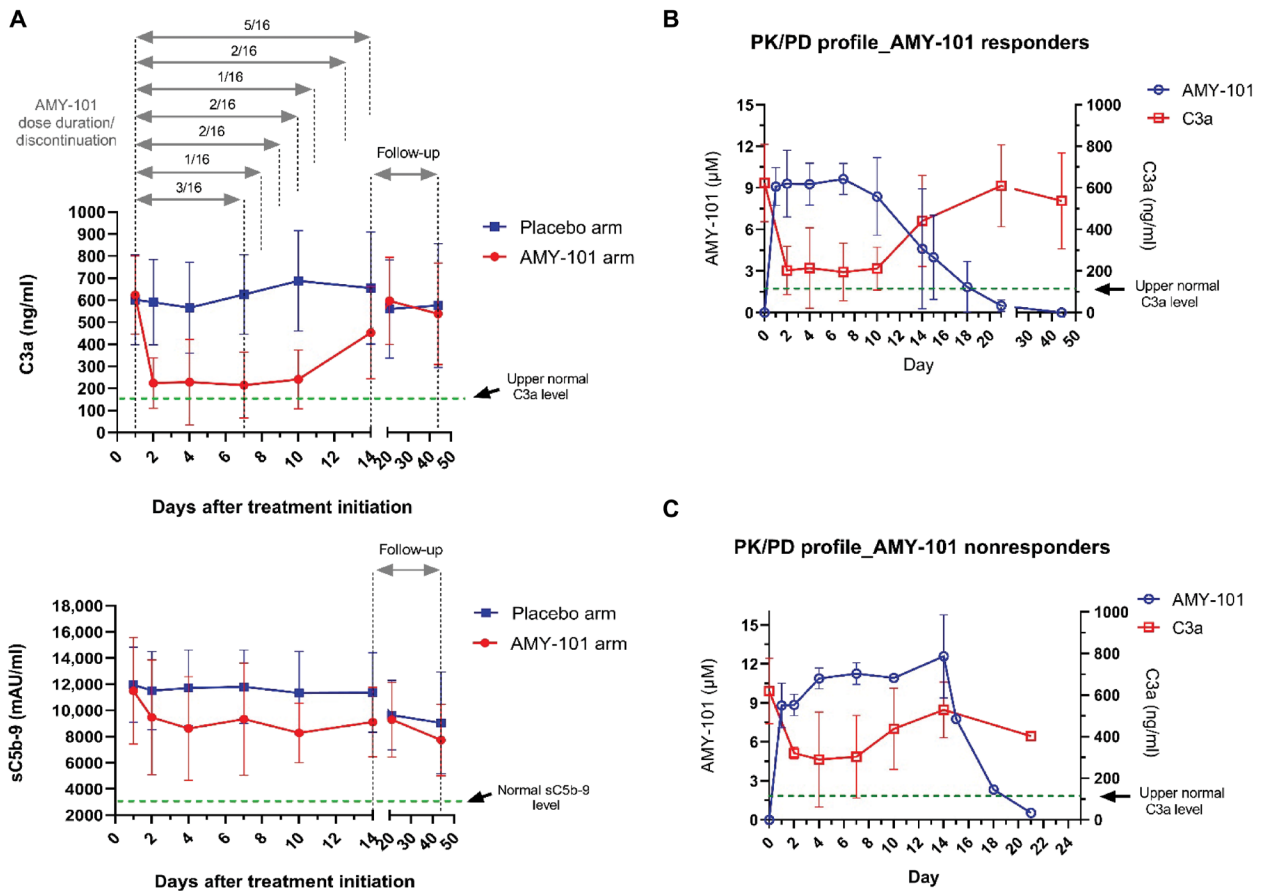 A
5/16
2/16
1/16
2/16
2/16
1/16
3/16
AMY-101
dose duration/
discontinuation
Follow-up
Placebo arm
AMY-101 arm
C3a (ng/ml)
1000
900
800
700
600
500
400
300
200
100
0
Upper normal
C3a level
0 2 4 6 8 10 12 14 20 30 40 50
Days after treatment initiation
Follow-up
Placebo arm
AMY-101 arm
sC5b-9 (mAU/ml)
18,000
16,000
14,000
12,000
10,000
8000
6000
4000
2000
Normal sC5b-9
level
0 2 4 6 8 10 12 14 20 30 40 50
Days after treatment initiation
B
PK/PD profile_AMY-101 responders
AMY-101
C3a
AMY-101 (µM)
15
12
9
6
3
0
1000
800
600
400
200
0
C3a (ng/ml)
Upper normal
C3a level
0 2 4 6 8 10 12 14 16 18 20 30 40 50
Day
C
PK/PD profile_AMY-101 nonresponders
AMY-101
C3a
AMY-101 (µM)
15
12
9
6
3
0
1000
800
600
400
200
0
C3a (ng/ml)
Upper normal
C3a level
0 2 4 6 8 10 12 14 16 18 20 22 24
Day